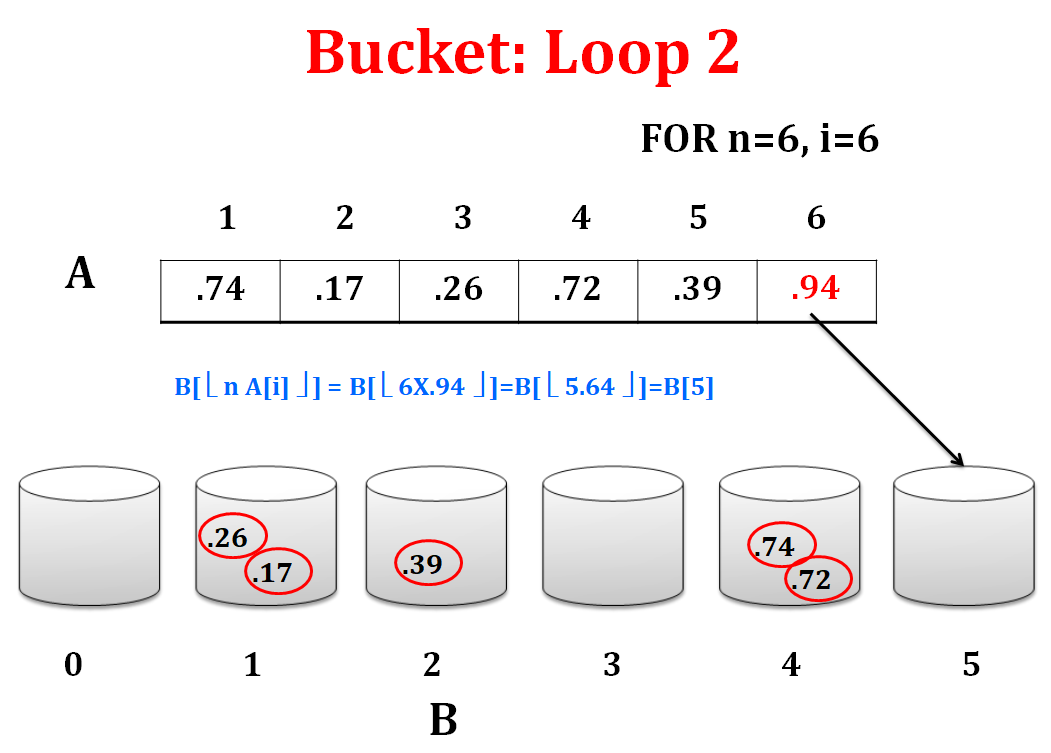 Bucket: Loop 2
FOR n=6, i=6
1 2 3 4 5 6
A
.74 .17 .26 .72 .39 .94
B[⌊ n A[i] ⌋] = B[⌊ 6X.94 ⌋]=B[⌊ 5.64 ⌋]=B[5]
.26
.17
.39
.74
.72
0 1 2 3 4 5
B